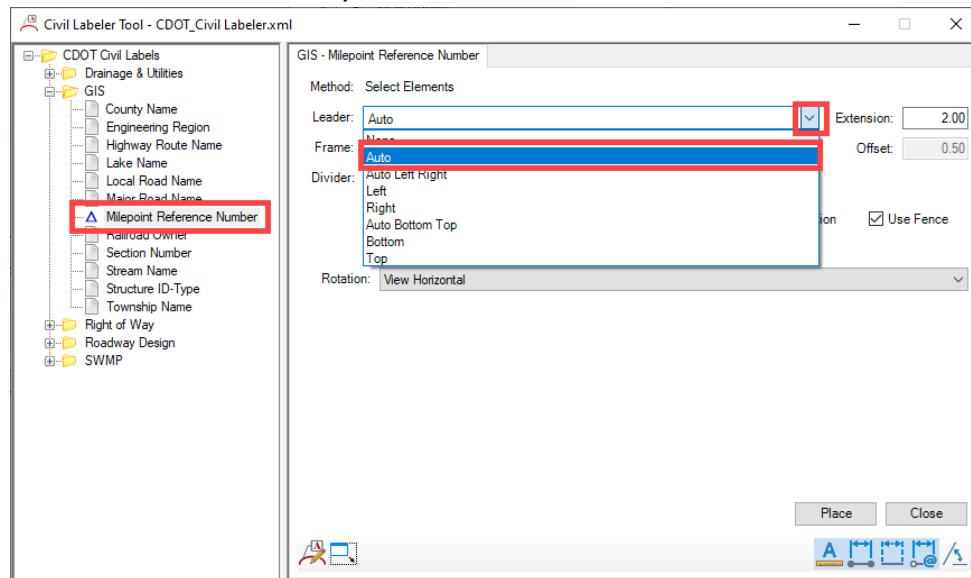 Civil Labeler Tool - CDOT_Civil Labeler.xml
CDOT Civil Labels
Drainage & Utilities
GIS
County Name
Engineering Region
Highway Route Name
Lake Name
Local Road Name
Major Road Name
Milepoint Reference Number
Railroad Owner
Section Number
Stream Name
Structure ID-Type
Township Name
Right of Way
Roadway Design
SWMP
GIS - Milepoint Reference Number
Method: Select Elements
Leader: Auto Extension: 2.00
Frame: None Offset: 0.50
Auto
Divider: Auto Left Right
Left
Right
Auto Bottom Top
Use Fence
Bottom
Top
Rotation: View Horizontal
Place Close